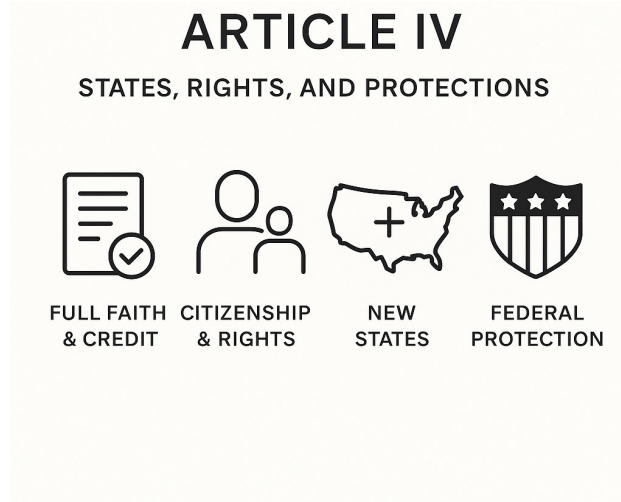 ARTICLE IV
STATES, RIGHTS, AND PROTECTIONS
FULL FAITH
& CREDIT
CITIZENSHIP
& RIGHTS
NEW
STATES
FEDERAL
PROTECTION